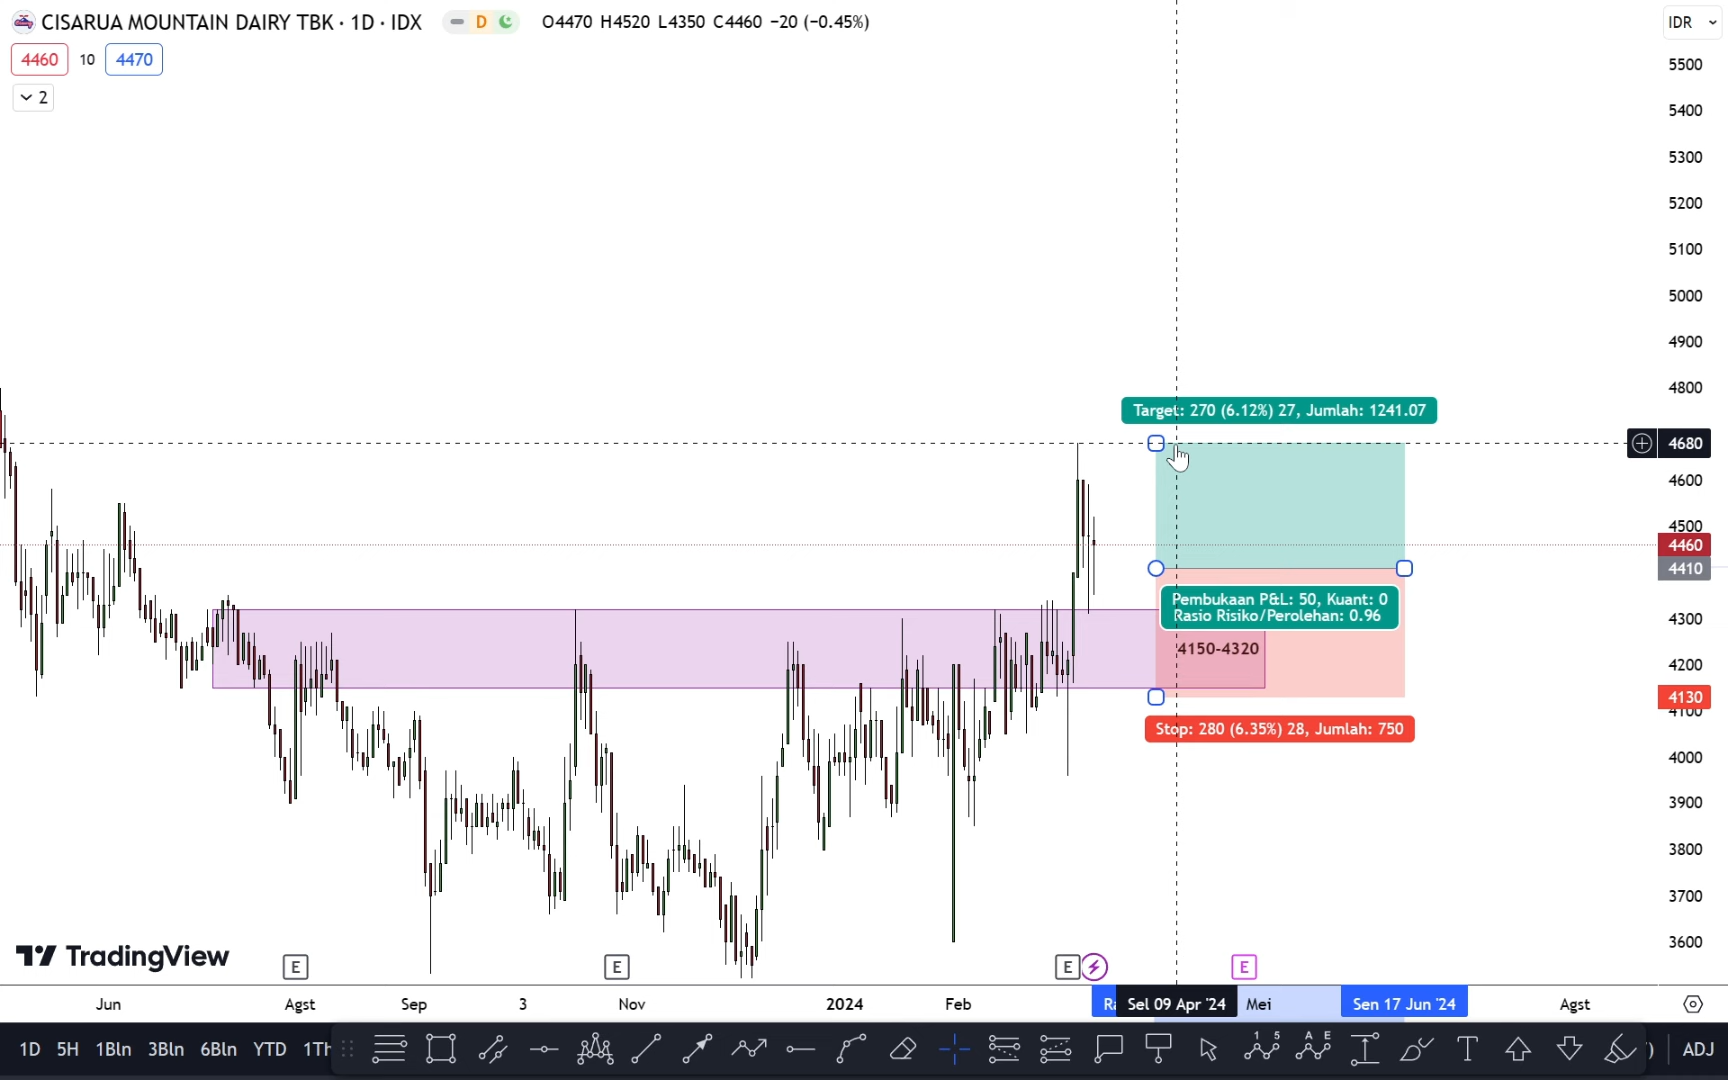 CISARUA MOUNTAIN DAIRY TBK · 1D · IDX
D
O4470 H4520 L4350 C4460 −20 (−0.45%)
IDR
4460
10
4470
2
5500
5400
5300
5200
5100
5000
4900
4800
4680
4600
4500
4460
4410
4300
4200
4130
4100
4000
3900
3800
3700
3600
Target: 270 (6.12%) 27, Jumlah: 1241.07
Pembukaan P&L: 50, Kuant: 0
Rasio Risiko/Perolehan: 0.96
4150-4320
Stop: 280 (6.35%) 28, Jumlah: 750
TradingView
E
E
E
E
Jun
Agst
Sep
3
Nov
2024
Feb
Sel 09 Apr '24
Mei
Sen 17 Jun '24
Agst
1D 5H 1Bln 3Bln 6Bln YTD 1Th
1 5
A E
T
ADJ